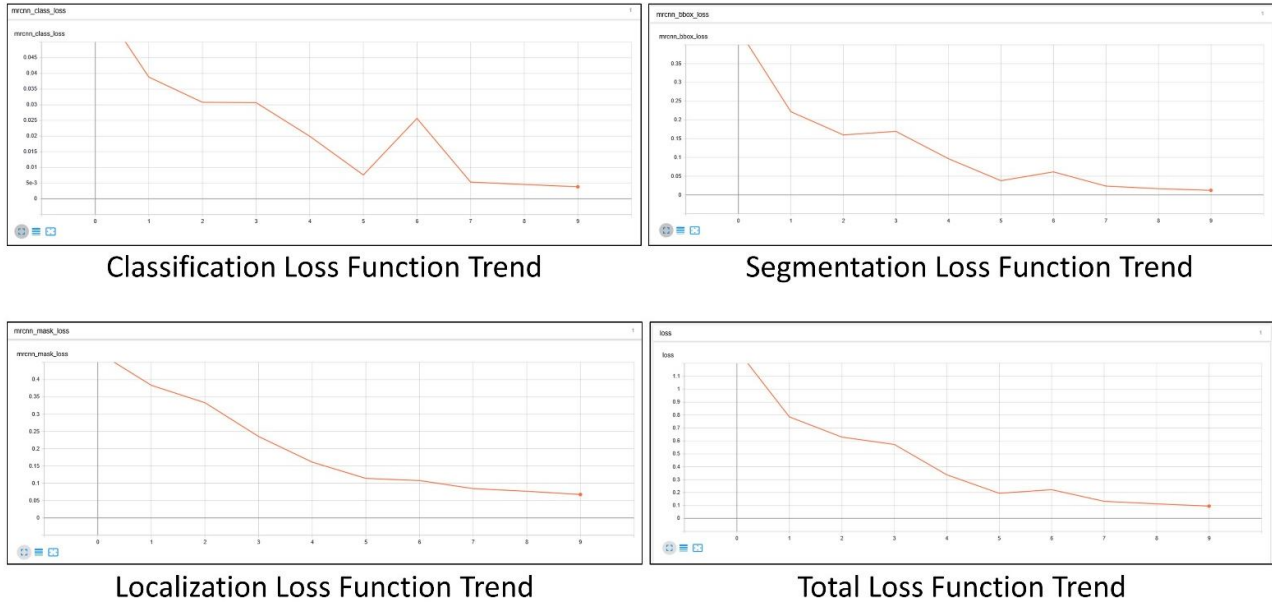 mrcnn_class_loss
1
mrcnn_class_loss
0.045
0.04
0.035
0.03
0.025
0.02
0.015
0.01
5e-3
0
0 1 2 3 4 5 6 7 8 9
Classification Loss Function Trend
mrcnn_bbox_loss
mrcnn_bbox_loss
0.35
0.3
0.25
0.2
0.15
0.1
0.05
0
0 1 2 3 4 5 6 7 8 9
Segmentation Loss Function Trend
mrcnn_mask_loss
1
mrcnn_mask_loss
0.4
0.35
0.3
0.25
0.2
0.15
0.1
0.05
0
0 1 2 3 4 5 6 7 8 9
Localization Loss Function Trend
loss
1
loss
1.1
1
0.9
0.8
0.7
0.6
0.5
0.4
0.3
0.2
0.1
0
0 1 2 3 4 5 6 7 8 9
Total Loss Function Trend